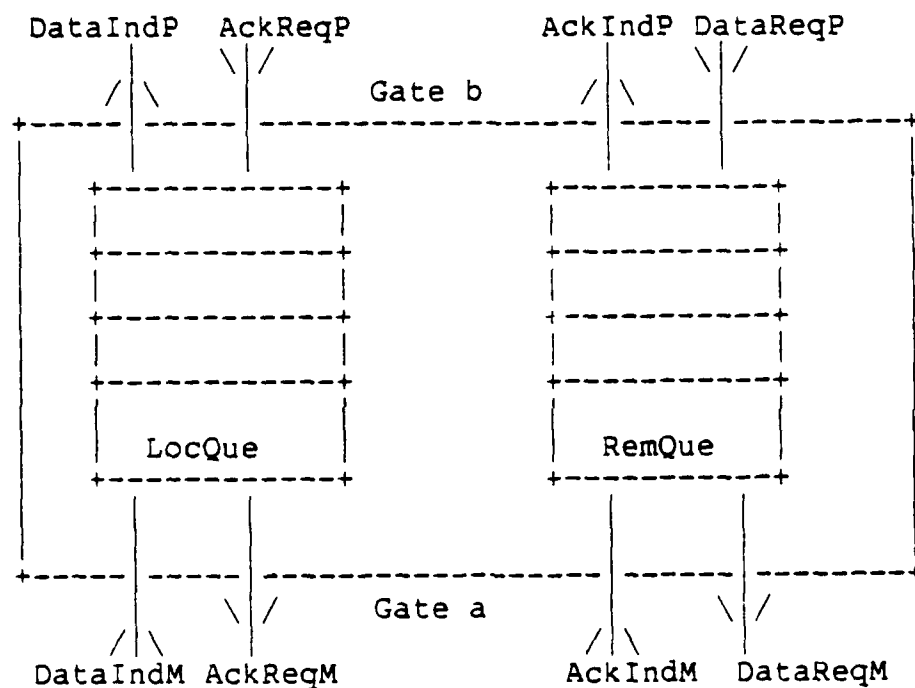 DataIndP AckReqP AckIndP DataReqP
Gate b
LocQue RemQue
Gate a
DataIndM AckReqM AckIndM DataReqM